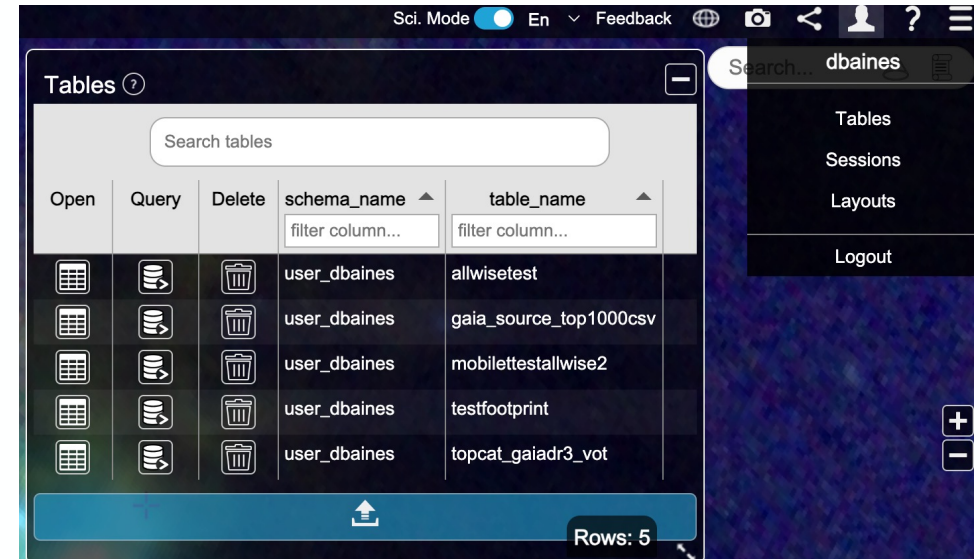 Sci. Mode En Feedback ?
Tables ?
Search tables
Open Query Delete schema_name table_name
filter column... filter column...
user_dbaines allwisetest
user_dbaines gaia_source_top1000csv
user_dbaines mobilettestallwise2
user_dbaines testfootprint
user_dbaines topcat_gaiadr3_vot
Rows: 5
Search...
dbaines
Tables
Sessions
Layouts
Logout
+
−